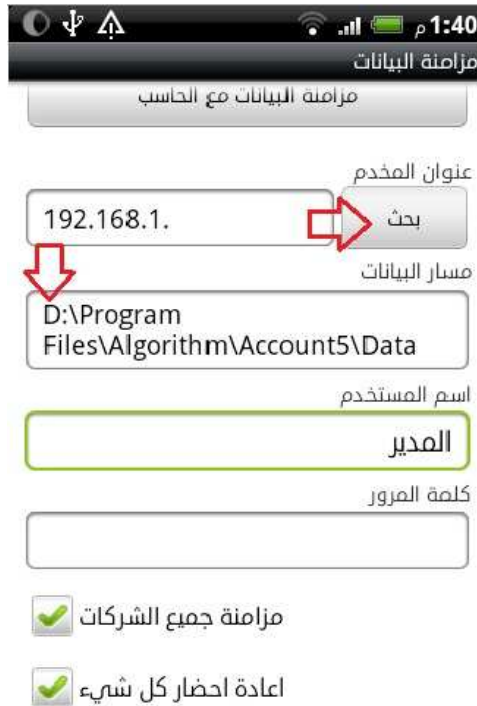 1:40 م
مزامنة البيانات
مزامنة البيانات مع الحاسب
عنوان المخدم
192.168.1.
بحث
مسار البيانات
D:\Program
Files\Algorithm\Account5\Data
اسم المستخدم
المدير
كلمة المرور
مزامنة جميع الشركات
اعادة احضار كل شيء